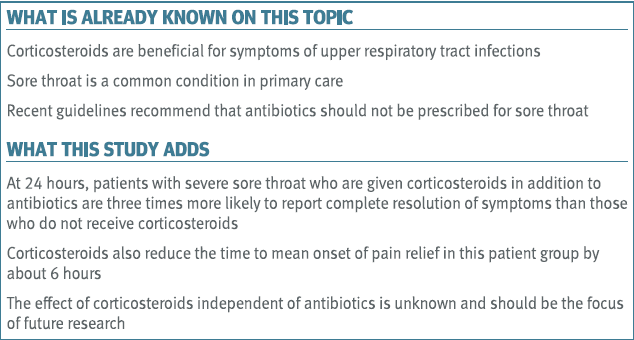 WHAT IS ALREADY KNOWN ON THIS TOPIC
Corticosteroids are beneficial for symptoms of upper respiratory tract infections
Sore throat is a common condition in primary care
Recent guidelines recommend that antibiotics should not be prescribed for sore throat
WHAT THIS STUDY ADDS
At 24 hours, patients with severe sore throat who are given corticosteroids in addition to
antibiotics are three times more likely to report complete resolution of symptoms than those
who do not receive corticosteroids
Corticosteroids also reduce the time to mean onset of pain relief in this patient group by
about 6 hours
The effect of corticosteroids independent of antibiotics is unknown and should be the focus
of future research